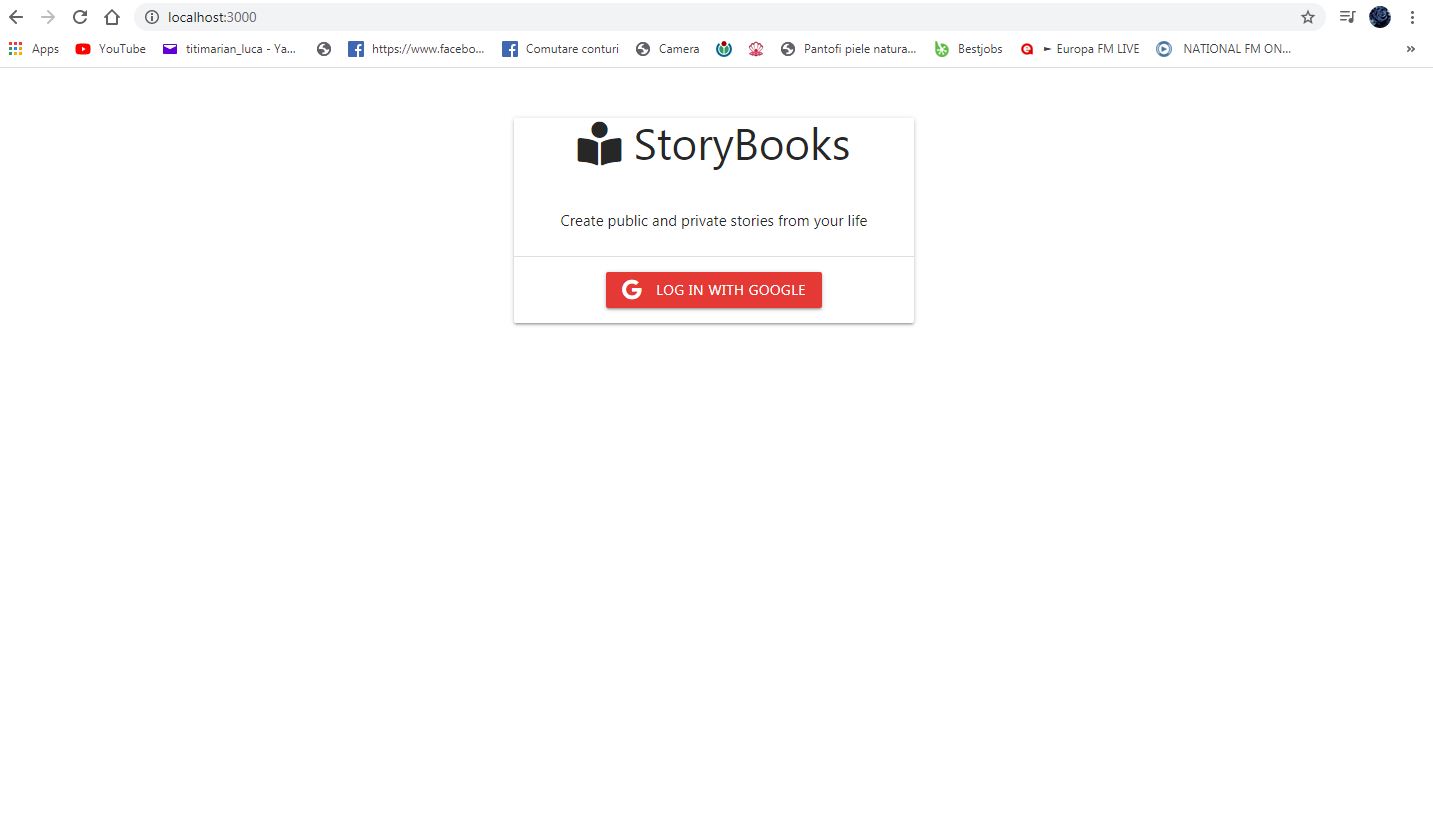 localhost:3000
Apps YouTube titimarian_luca - Ya... https://www.facebo... Comutare conturi Camera Pantofi piele natura... Bestjobs ► Europa FM LIVE NATIONAL FM ON... »
StoryBooks
Create public and private stories from your life
G LOG IN WITH GOOGLE